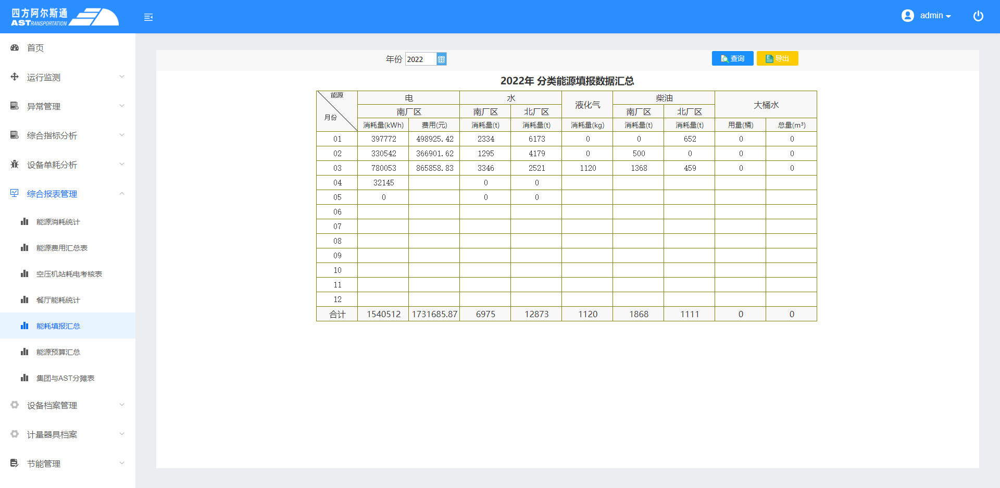 四方阿尔斯通
AST TRANSPORTATION
admin
首页
运行监测
异常管理
综合指标分析
设备单耗分析
综合报表管理
能源消耗统计
能源费用汇总表
空压机站耗电考核表
餐厅能耗统计
能耗填报汇总
能源预算汇总
集团与AST分摊表
设备档案管理
计量器具档案
节能管理
年份 2022 查询 导出
2022年 分类能源填报数据汇总
能源 电 水 液化气 柴油 大桶水
月份 南厂区 南厂区 北厂区 南厂区 北厂区
消耗量(kWh) 费用(元) 消耗量(t) 消耗量(t) 消耗量(kg) 消耗量(t) 消耗量(t) 用量(桶) 总量(m³)
01 397772 498925.42 2334 6173 0 0 652 0 0
02 330542 366901.62 1295 4179 0 500 0 0 0
03 780053 865858.83 3346 2521 1120 1368 459 0 0
04 32145 0 0
05 0 0 0
06
07
08
09
10
11
12
合计 1540512 1731685.87 6975 12873 1120 1868 1111 0 0